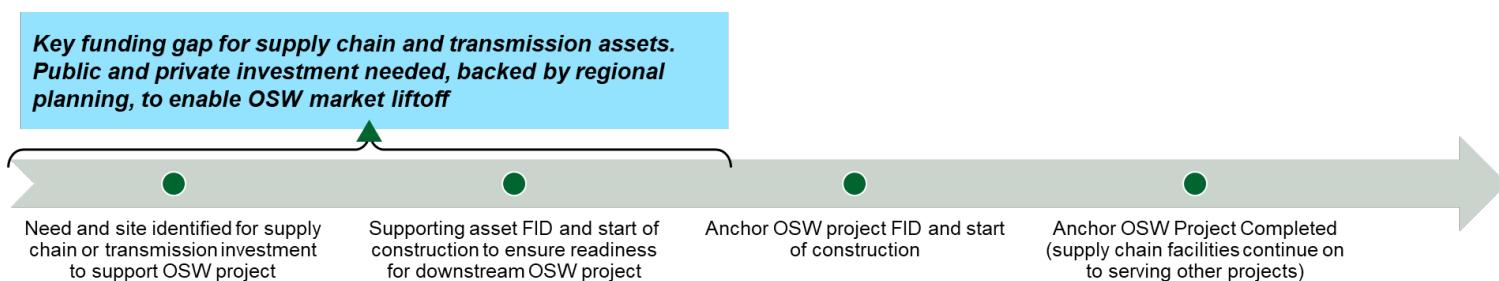 Key funding gap for supply chain and transmission assets.
Public and private investment needed, backed by regional
planning, to enable OSW market liftoff
Need and site identified for supply
chain or transmission investment
to support OSW project
Supporting asset FID and start of
construction to ensure readiness
for downstream OSW project
Anchor OSW project FID and start
of construction
Anchor OSW Project Completed
(supply chain facilities continue on
to serving other projects)